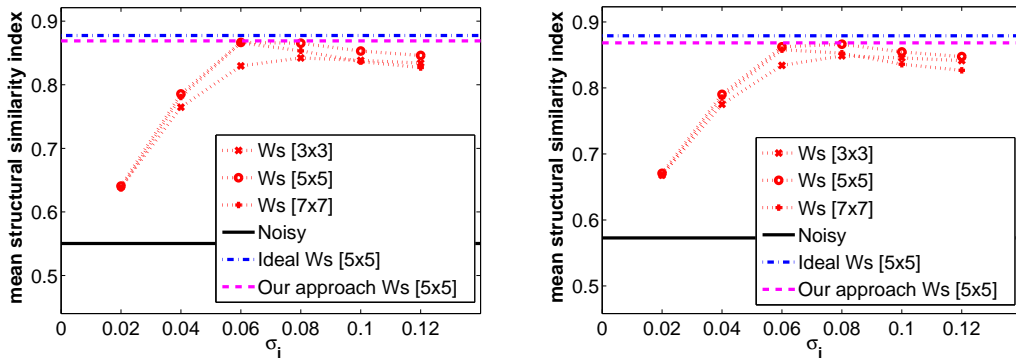 mean structural similarity index
0.9
0.8
0.7
0.6
0.5
Ws [3x3]
Ws [5x5]
Ws [7x7]
Noisy
Ideal Ws [5x5]
Our approach Ws [5x5]
0 0.02 0.04 0.06 0.08 0.1 0.12
σi
mean structural similarity index
0.9
0.8
0.7
0.6
0.5
Ws [3x3]
Ws [5x5]
Ws [7x7]
Noisy
Ideal Ws [5x5]
Our approach Ws [5x5]
0 0.02 0.04 0.06 0.08 0.1 0.12
σi